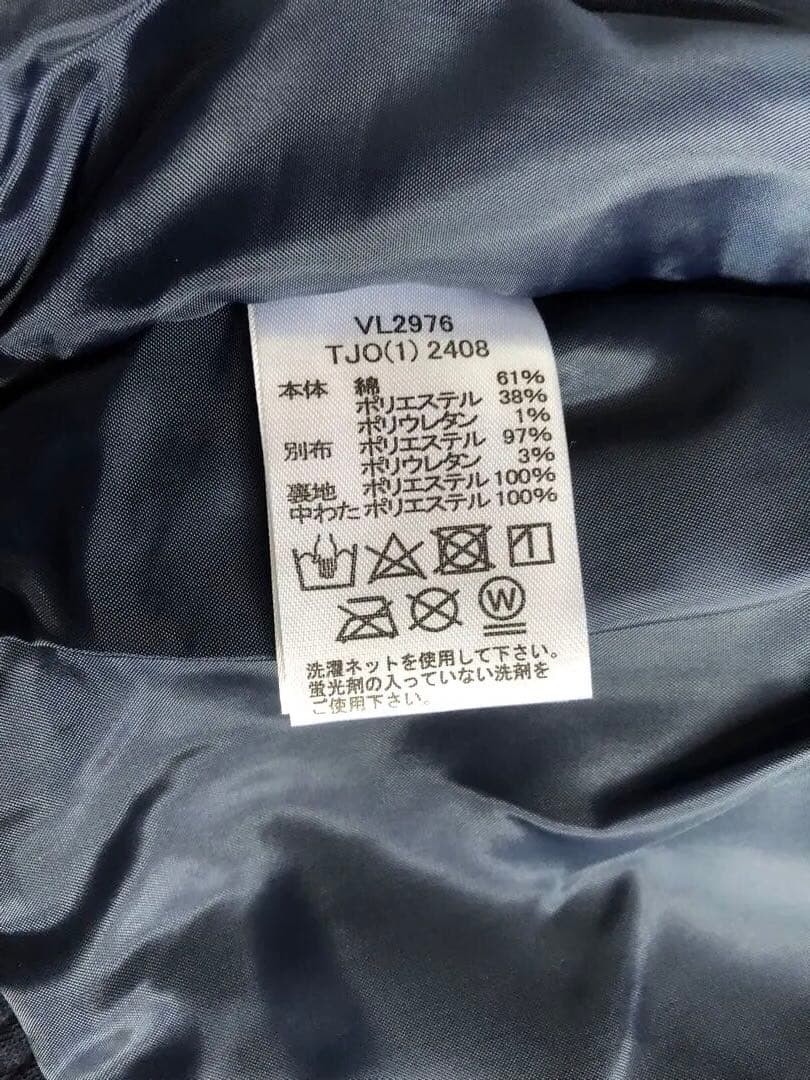 VL2976
TJO(1) 2408
本体 綿 61%
ポリエステル 38%
ポリウレタン 1%
別布 ポリエステル 97%
ポリウレタン 3%
裏地 ポリエステル 100%
中わた ポリエステル 100%
W
洗濯ネットを使用して下さい。
蛍光剤の入っていない洗剤を
ご使用下さい。